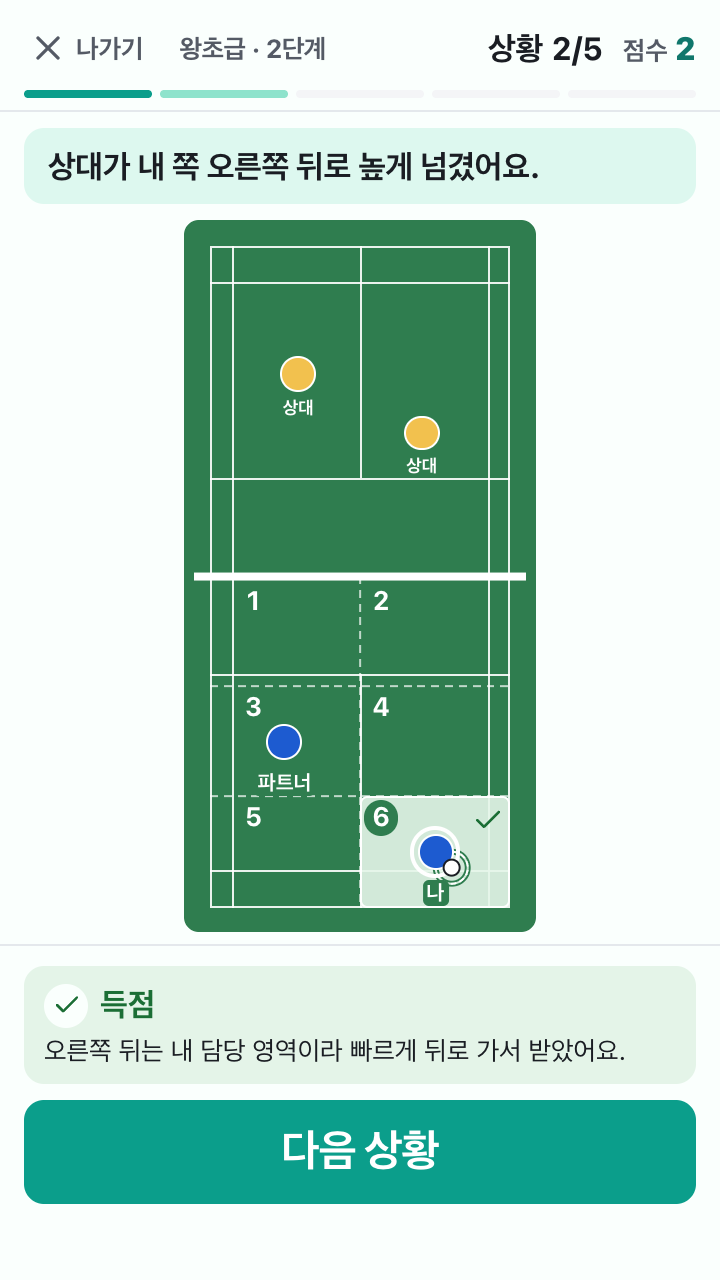 나가기 왕초급 · 2단계 상황 2/5 점수 2
상대가 내 쪽 오른쪽 뒤로 높게 넘겼어요.
상대
상대
1 2
3 4
파트너
5 6
나
득점
오른쪽 뒤는 내 담당 영역이라 빠르게 뒤로 가서 받았어요.
다음 상황